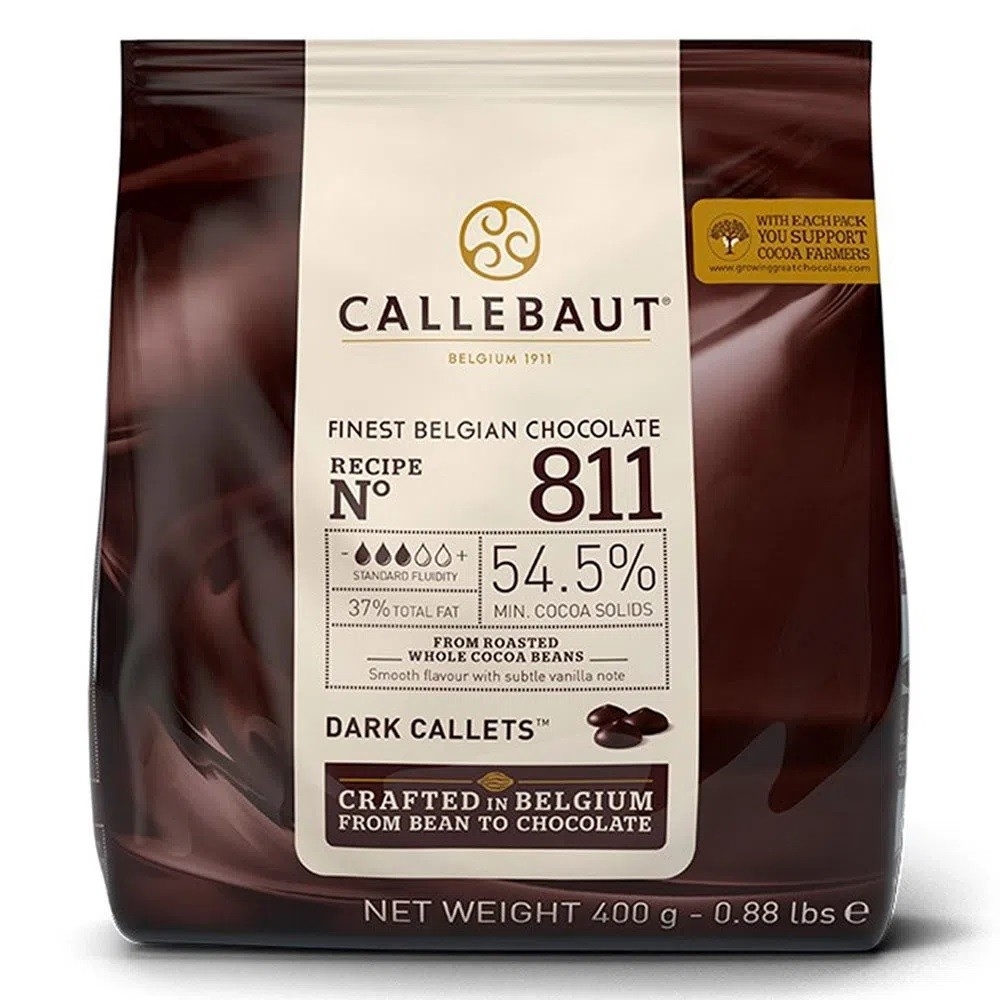 WITH EACH PACK
YOU SUPPORT
COCOA FARMERS
www.growinggreatchocolate.com
CALLEBAUT®
BELGIUM 1911
FINEST BELGIAN CHOCOLATE
RECIPE
Nº 811
- +
STANDARD FLUIDITY
37% TOTAL FAT
54.5%
MIN. COCOA SOLIDS
FROM ROASTED
WHOLE COCOA BEANS
Smooth flavour with subtle vanilla note
DARK CALLETS™
CRAFTED IN BELGIUM
FROM BEAN TO CHOCOLATE
NET WEIGHT 400 g - 0.88 lbs ℮